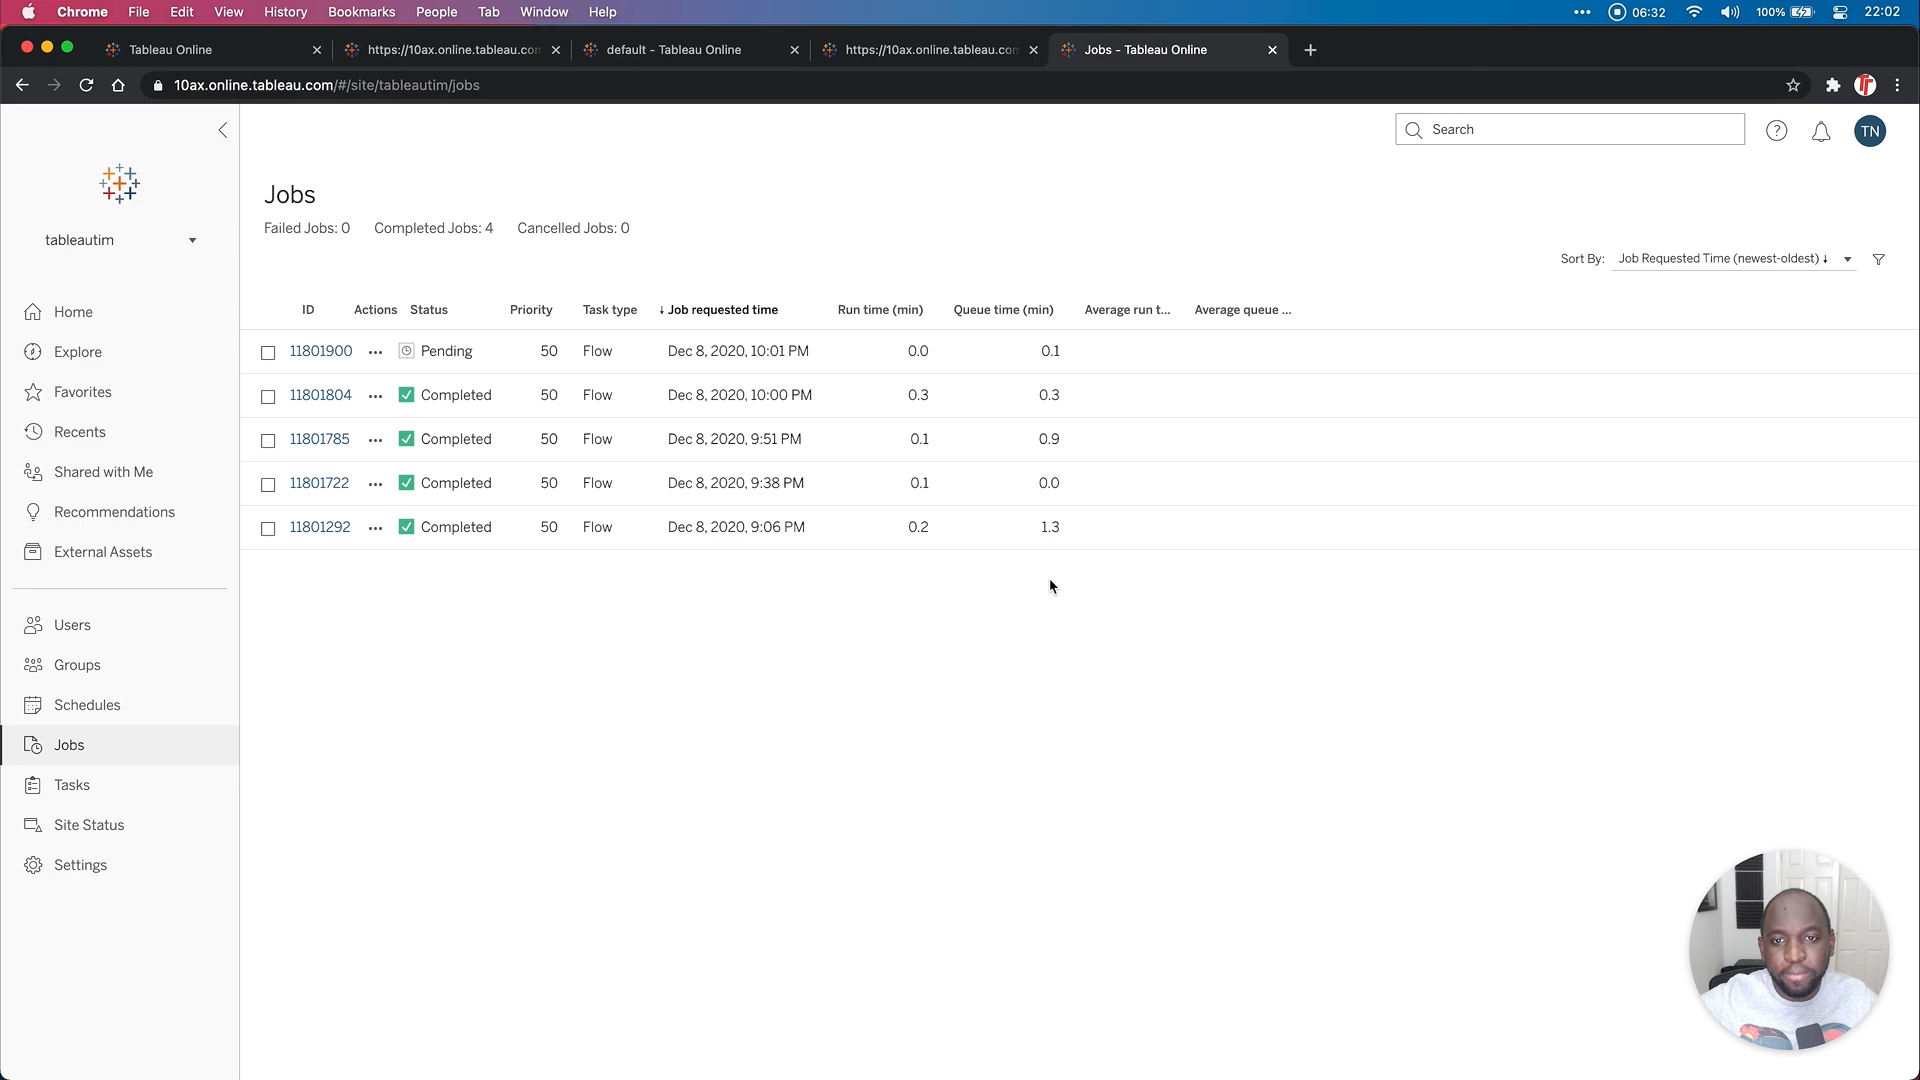 Chrome File Edit View History Bookmarks People Tab Window Help
06:32 100% 22:02
Tableau Online
https://10ax.online.tableau.com
default - Tableau Online
https://10ax.online.tableau.com
Jobs - Tableau Online
10ax.online.tableau.com/#/site/tableautim/jobs
Search
TN
tableautim
Home
Explore
Favorites
Recents
Shared with Me
Recommendations
External Assets
Users
Groups
Schedules
Jobs
Tasks
Site Status
Settings
Jobs
Failed Jobs: 0 Completed Jobs: 4 Cancelled Jobs: 0
Sort By: Job Requested Time (newest-oldest) ↓
ID Actions Status Priority Task type ↓ Job requested time Run time (min) Queue time (min) Average run t... Average queue ...
11801900 Pending 50 Flow Dec 8, 2020, 10:01 PM 0.0 0.1
11801804 Completed 50 Flow Dec 8, 2020, 10:00 PM 0.3 0.3
11801785 Completed 50 Flow Dec 8, 2020, 9:51 PM 0.1 0.9
11801722 Completed 50 Flow Dec 8, 2020, 9:38 PM 0.1 0.0
11801292 Completed 50 Flow Dec 8, 2020, 9:06 PM 0.2 1.3